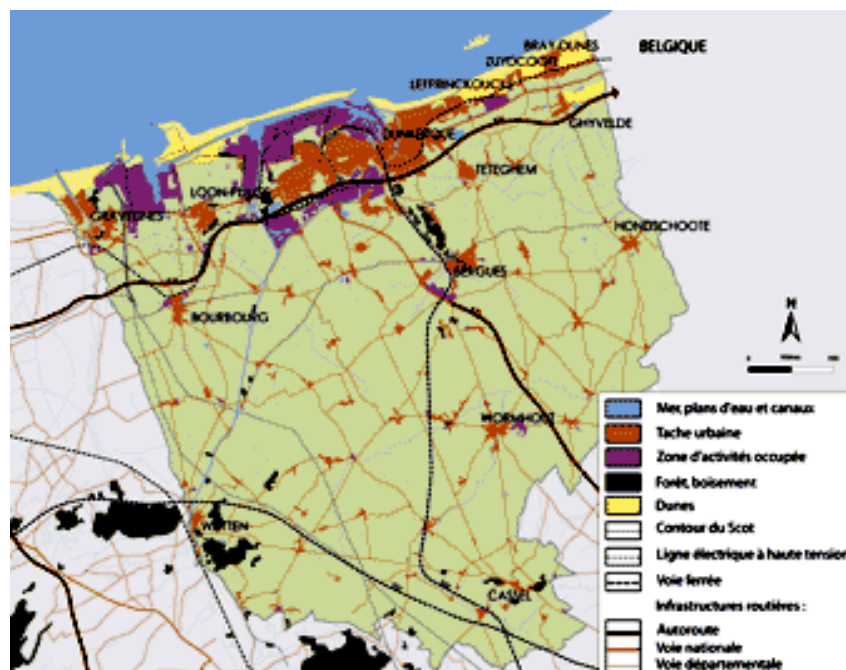 BRAY-DUNES
BELGIQUE
ZUYDCOOTE
LEFFRINCKOUCKE
DUNKERQUE
GHYVELDE
TETEGHEM
LOON-PLAGE
GRAVELINES
HONDSCHOOTE
BERGUES
BOURBOURG
N
WORMHOUT
WATTEN
CASSEL
Mer, plans d'eau et canaux
Tache urbaine
Zone d'activités occupée
Forêt, boisement
Dunes
Contour du Scot
Ligne électrique à haute tension
Voie ferrée
Infrastructures routières :
Autoroute
Voie nationale
Voie départementale